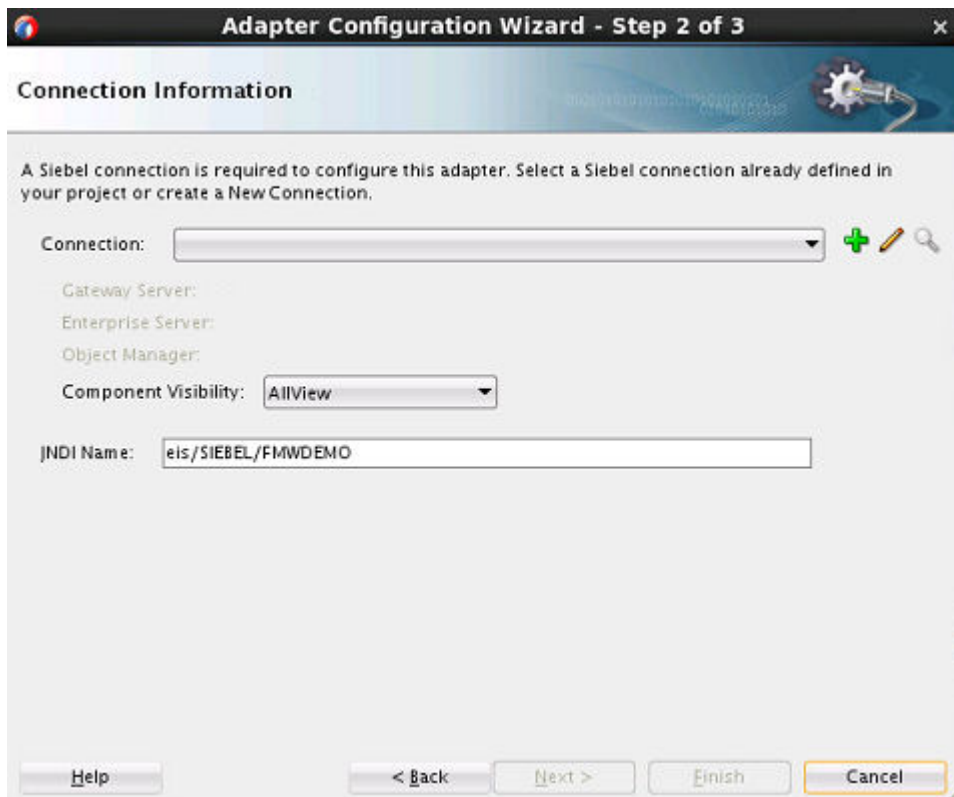 Adapter Configuration Wizard - Step 2 of 3
Connection Information
A Siebel connection is required to configure this adapter. Select a Siebel connection already defined in
your project or create a New Connection.
Connection:
Gateway Server:
Enterprise Server:
Object Manager:
Component Visibility: AllView
JNDI Name: eis/SIEBEL/FMWDEMO
Help < Back Next > Finish Cancel